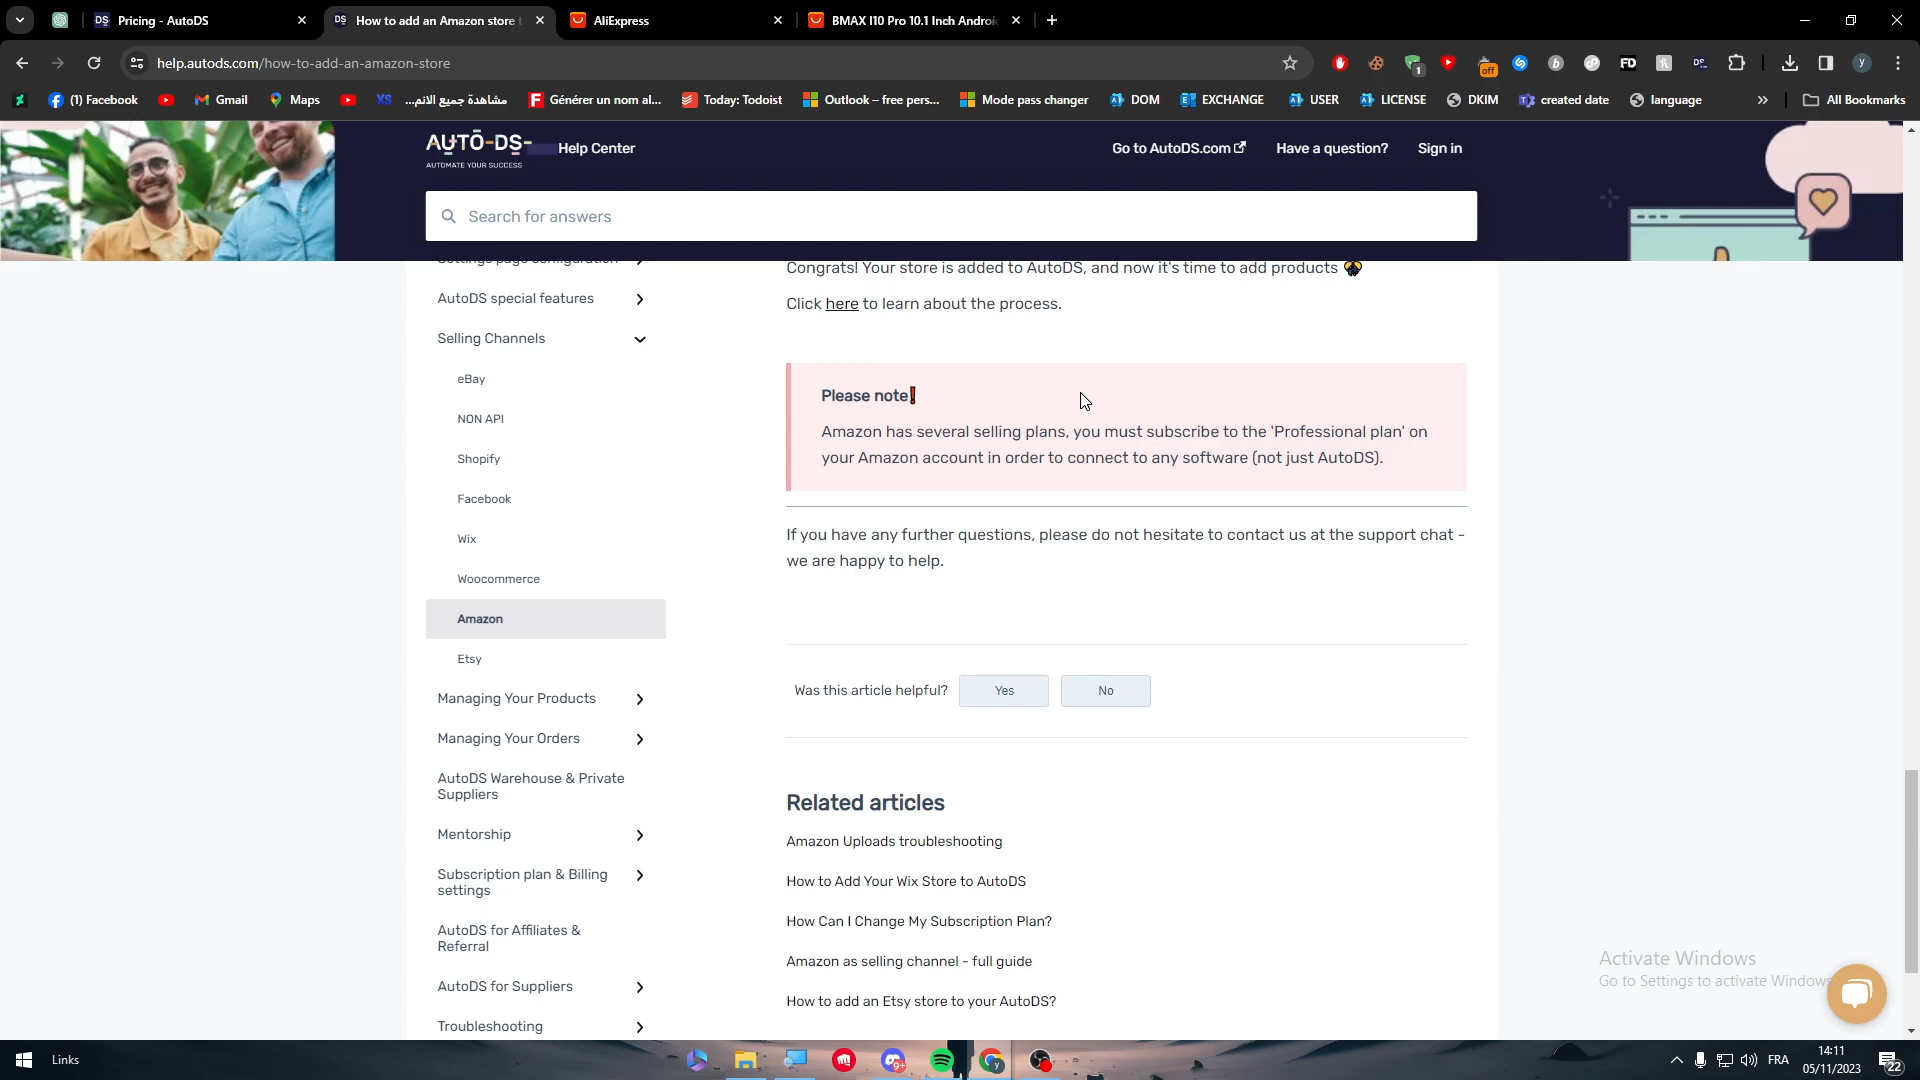 Pricing - AutoDS
How to add an Amazon store t
AliExpress
BMAX I10 Pro 10.1 Inch Androi
help.autods.com/how-to-add-an-amazon-store
(1) Facebook
Gmail
Maps
مشاهدة جميع الانم...
Générer un nom al...
Today: Todoist
Outlook – free pers...
Mode pass changer
DOM
EXCHANGE
USER
LICENSE
DKIM
created date
language
All Bookmarks
AUTO-DS-
AUTOMATE YOUR SUCCESS
Help Center
Go to AutoDS.com
Have a question?
Sign in
Search for answers
Settings page configuration
AutoDS special features
Selling Channels
eBay
NON API
Shopify
Facebook
Wix
Woocommerce
Amazon
Etsy
Managing Your Products
Managing Your Orders
AutoDS Warehouse & Private
Suppliers
Mentorship
Subscription plan & Billing
settings
AutoDS for Affiliates &
Referral
AutoDS for Suppliers
Troubleshooting
Congrats! Your store is added to AutoDS, and now it's time to add products
Click here to learn about the process.
Please note❗
Amazon has several selling plans, you must subscribe to the 'Professional plan' on
your Amazon account in order to connect to any software (not just AutoDS).
If you have any further questions, please do not hesitate to contact us at the support chat -
we are happy to help.
Was this article helpful?
Yes
No
Related articles
Amazon Uploads troubleshooting
How to Add Your Wix Store to AutoDS
How Can I Change My Subscription Plan?
Amazon as selling channel - full guide
How to add an Etsy store to your AutoDS?
Activate Windows
Go to Settings to activate Windows
Links
FRA
14:11
05/11/2023
22